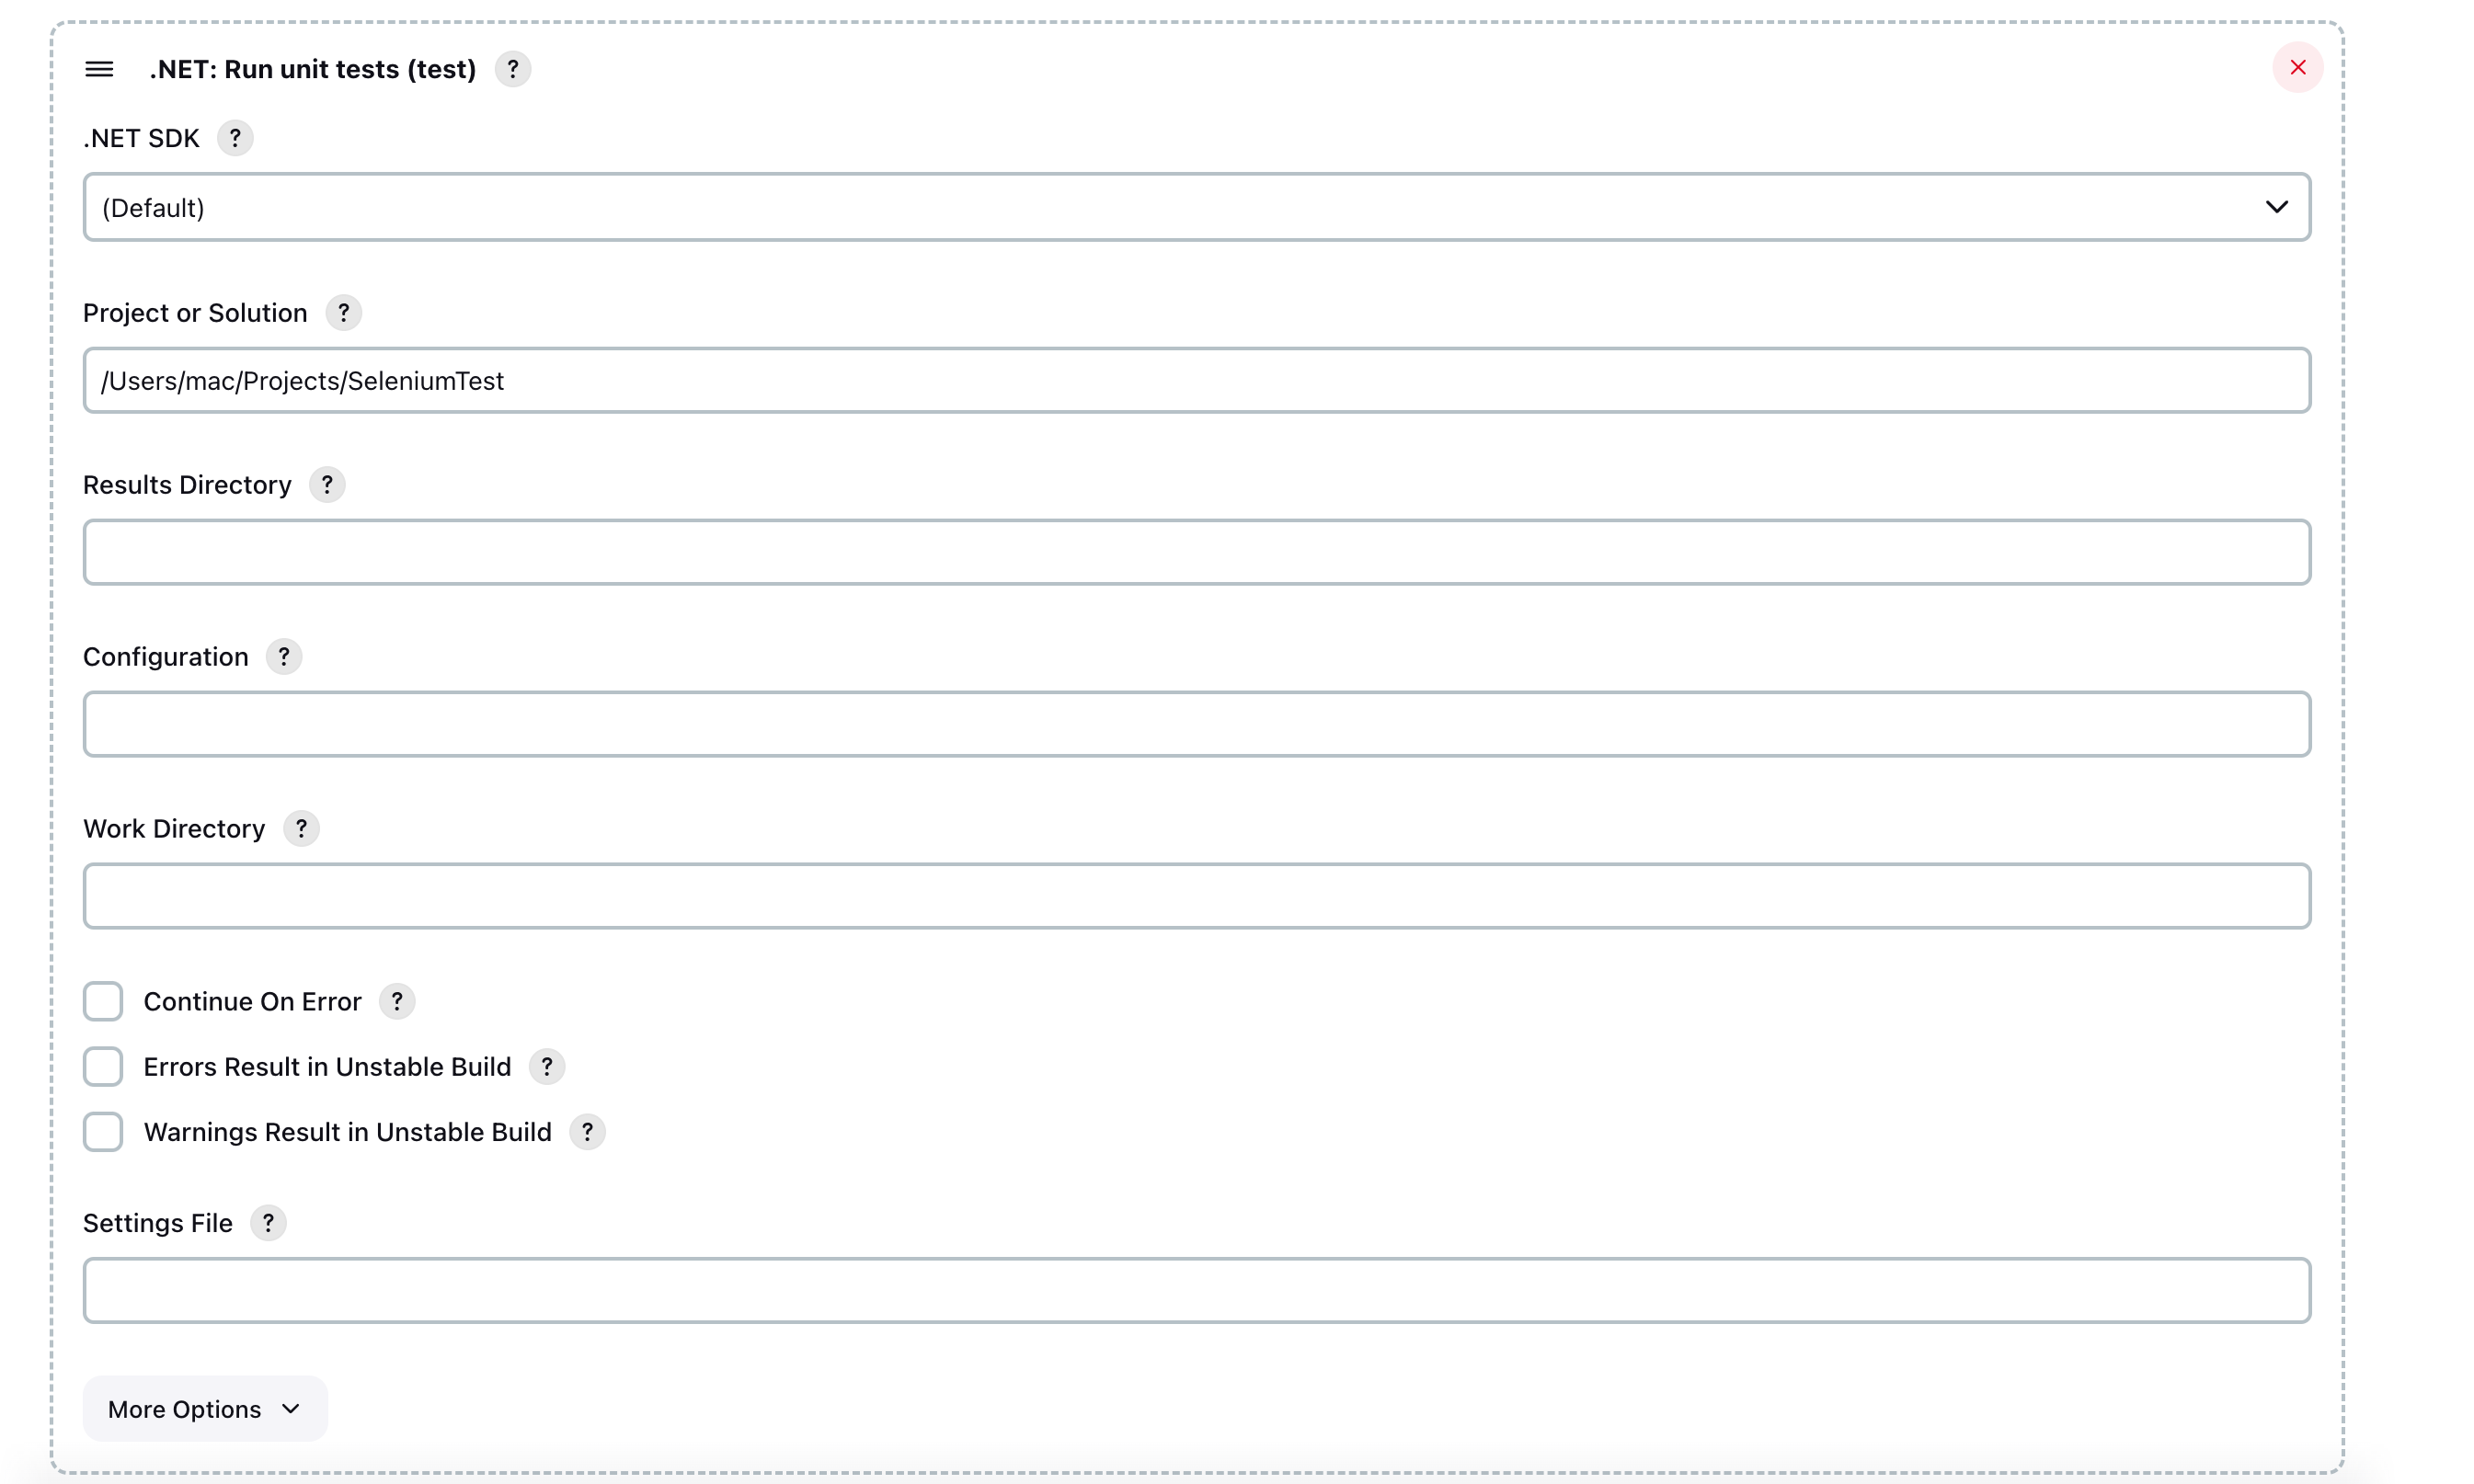 .NET: Run unit tests (test) ?
.NET SDK ?
(Default)
Project or Solution ?
/Users/mac/Projects/SeleniumTest
Results Directory ?
Configuration ?
Work Directory ?
Continue On Error ?
Errors Result in Unstable Build ?
Warnings Result in Unstable Build ?
Settings File ?
More Options